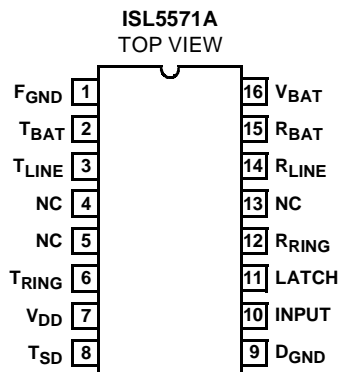 ISL5571A
TOP VIEW
FGND 1 16 VBAT
TBAT 2 15 RBAT
TLINE 3 14 RLINE
NC 4 13 NC
NC 5 12 RRING
TRING 6 11 LATCH
VDD 7 10 INPUT
TSD 8 9 DGND